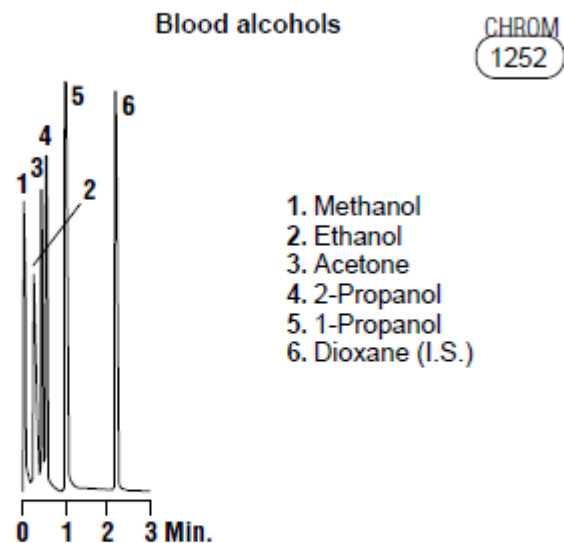 Blood alcohols
CHROM
1252
5
6
4
3
1
2
1. Methanol
2. Ethanol
3. Acetone
4. 2-Propanol
5. 1-Propanol
6. Dioxane (I.S.)
0 1 2 3 Min.